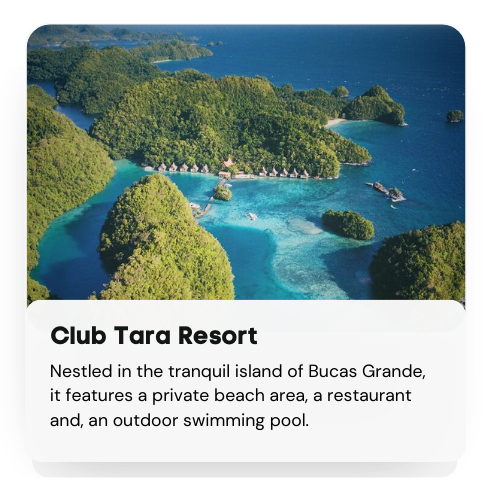 Club Tara Resort
Nestled in the tranquil island of Bucas Grande,
it features a private beach area, a restaurant
and, an outdoor swimming pool.